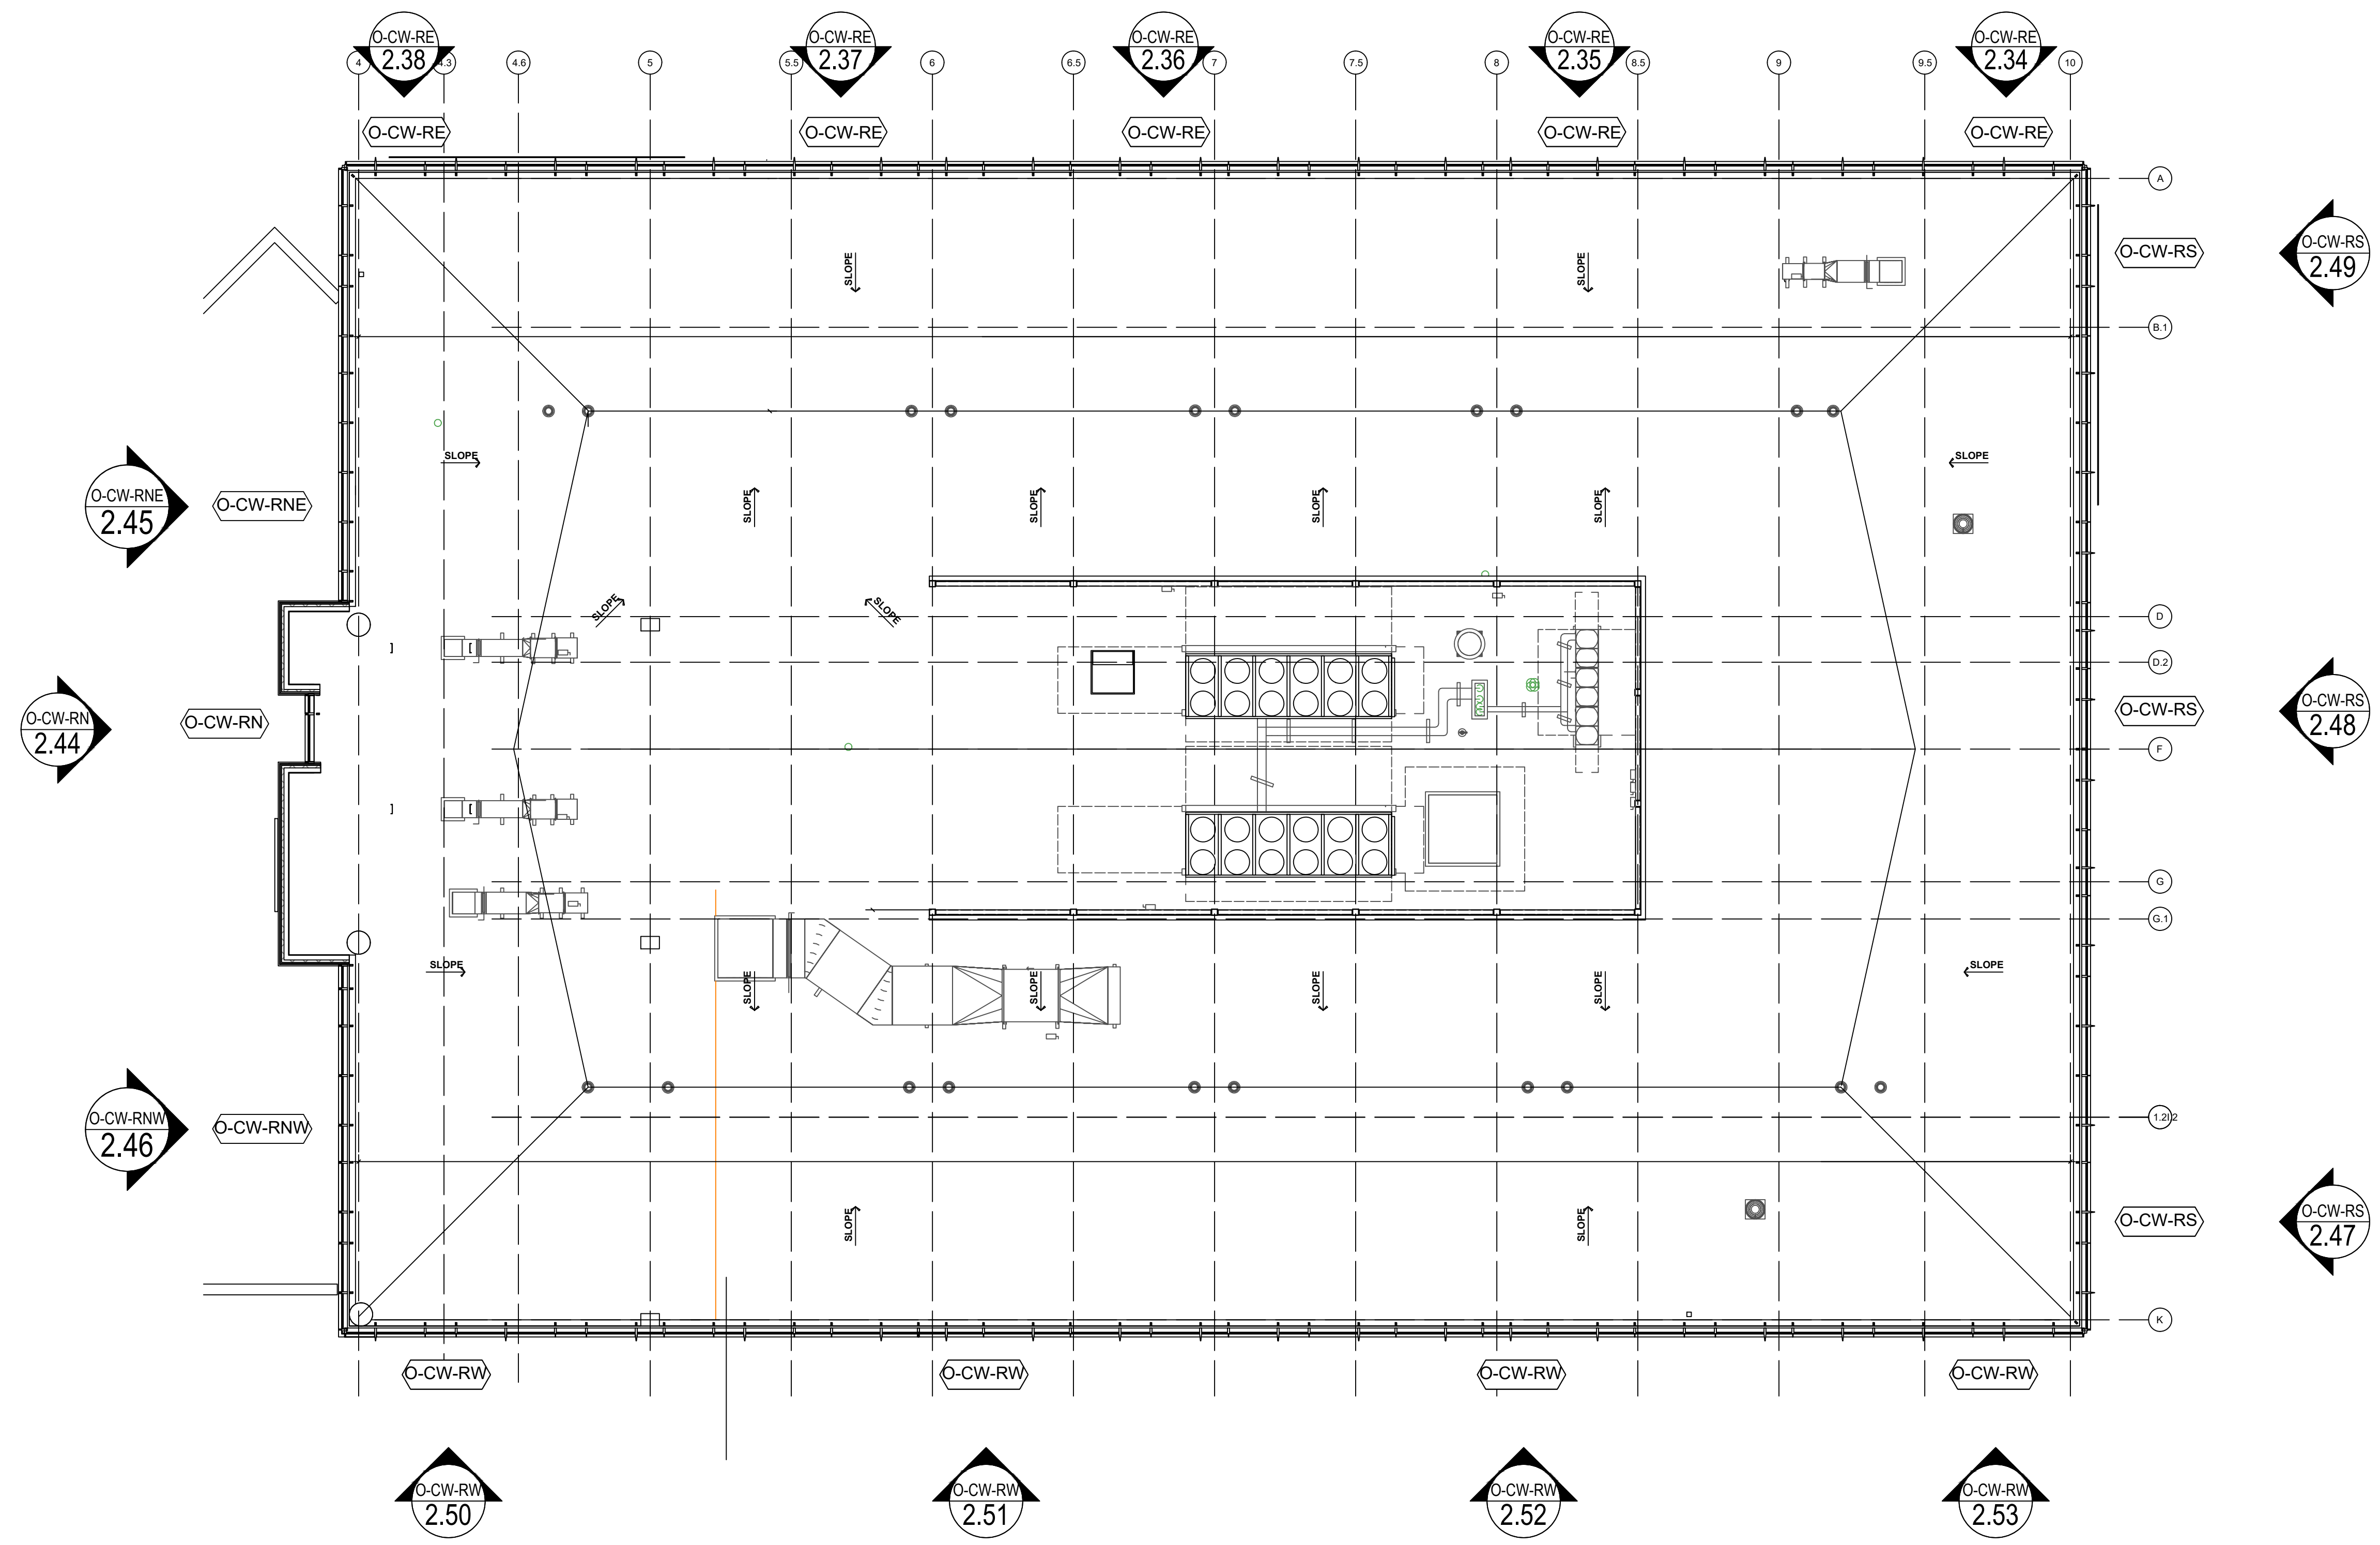 O-CW-RE
2.38
O-CW-RE
2.37
O-CW-RE
2.36
O-CW-RE
2.35
O-CW-RE
2.34
4
4.3
4.6
5
5.5
6
6.5
7
7.5
8
8.5
9
9.5
10
O-CW-RE
O-CW-RE
O-CW-RE
O-CW-RE
O-CW-RE
A
O-CW-RS
O-CW-RS
2.49
SLOPE
SLOPE
B.1
SLOPE
SLOPE
O-CW-RNE
2.45
O-CW-RNE
SLOPE
SLOPE
SLOPE
SLOPE
SLOPE
SLOPE
D
D.2
O-CW-RN
2.44
O-CW-RN
O-CW-RS
O-CW-RS
2.48
F
G
G.1
SLOPE
SLOPE
SLOPE
SLOPE
SLOPE
SLOPE
O-CW-RNW
2.46
O-CW-RNW
SLOPE
SLOPE
O-CW-RS
O-CW-RS
2.47
K
O-CW-RW
O-CW-RW
O-CW-RW
O-CW-RW
O-CW-RW
2.50
O-CW-RW
2.51
O-CW-RW
2.52
O-CW-RW
2.53